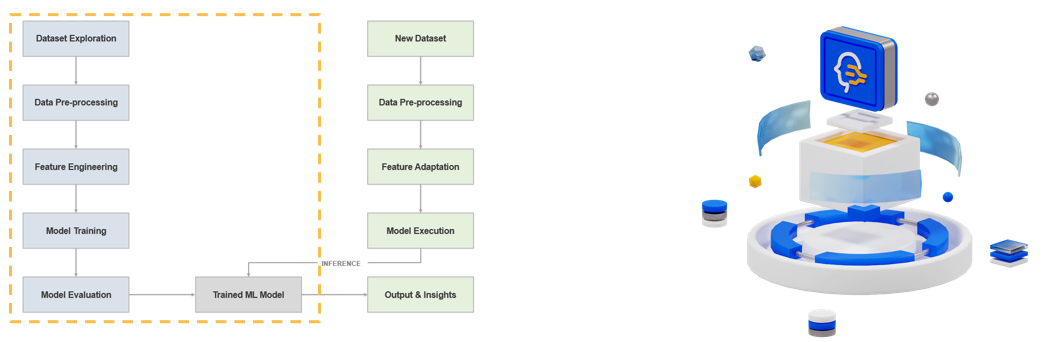 Dataset Exploration
Data Pre-processing
Feature Engineering
Model Training
Model Evaluation
Trained ML Model
New Dataset
Data Pre-processing
Feature Adaptation
Model Execution
INFERENCE
Output & Insights